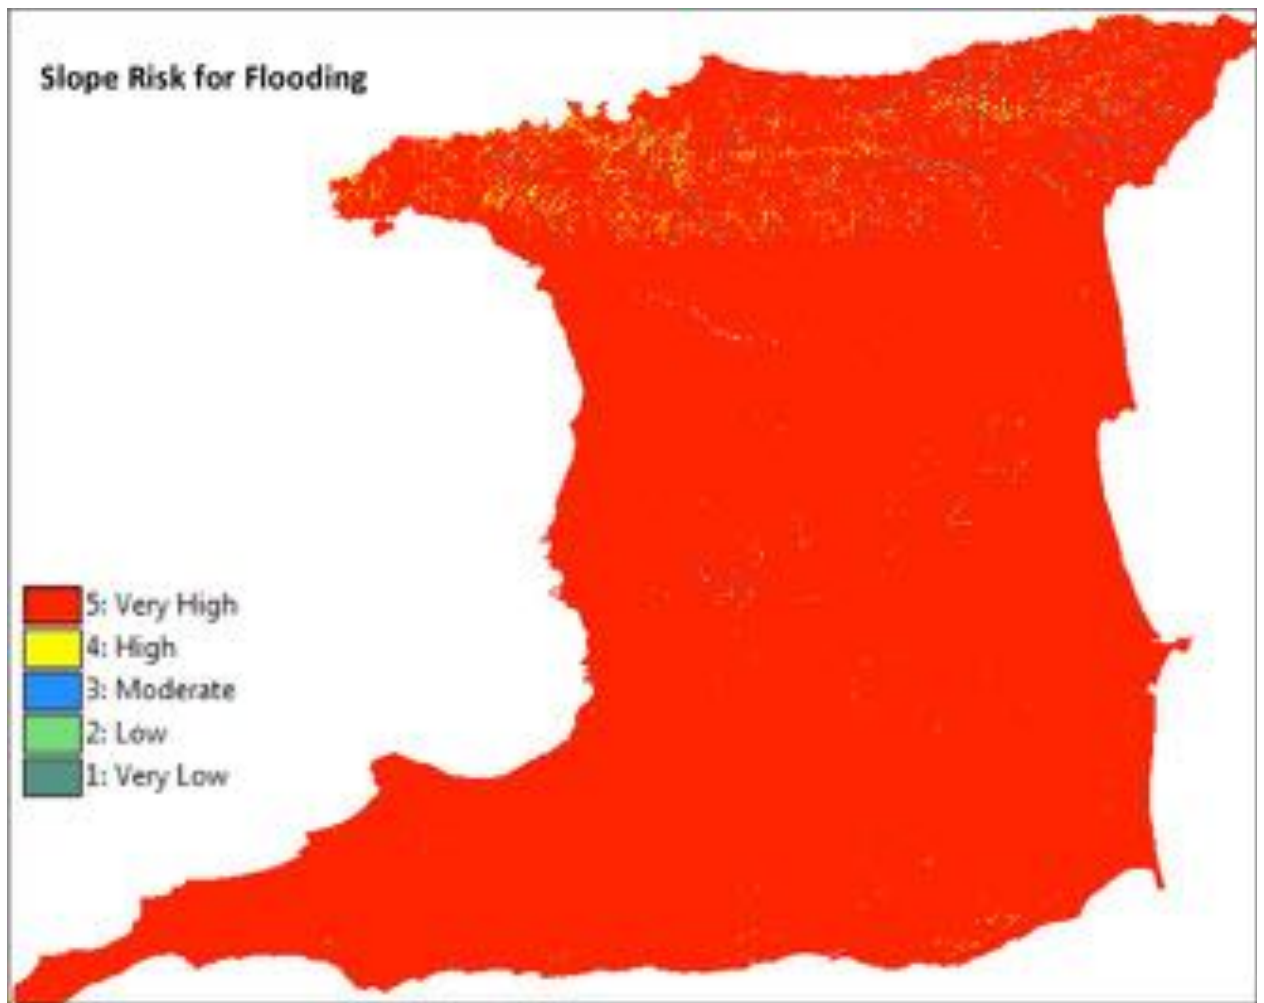 Slope Risk for Flooding
5: Very High
4: High
3: Moderate
2: Low
1: Very Low